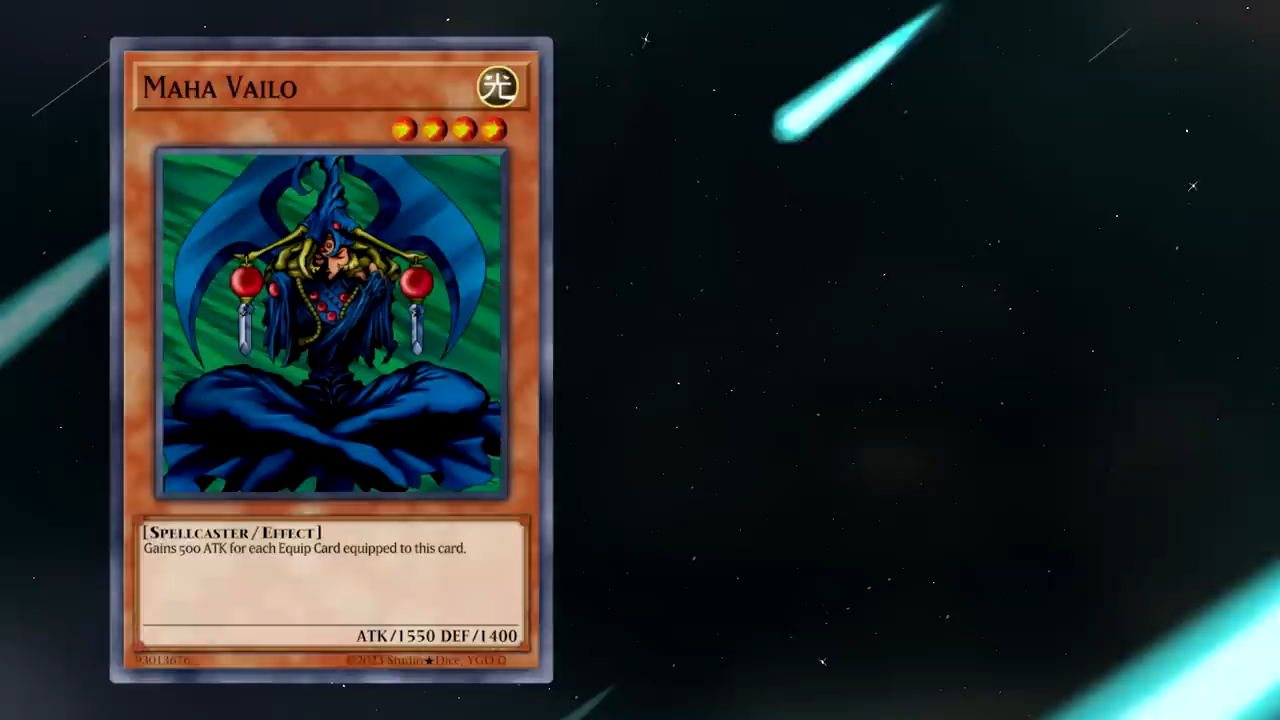 MAHA VAILO
光
[SPELLCASTER / EFFECT]
Gains 500 ATK for each Equip Card equipped to this card.
ATK/1550 DEF/1400
93013676
©2023 Studio★Dice, YGO Ω